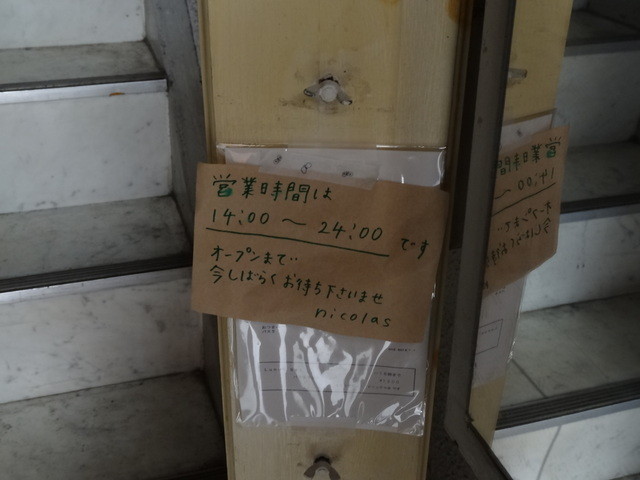 営業時間は
14:00 〜 24:00 です
オープンまで‥
今しばらくお待ち下さいませ
nicolas